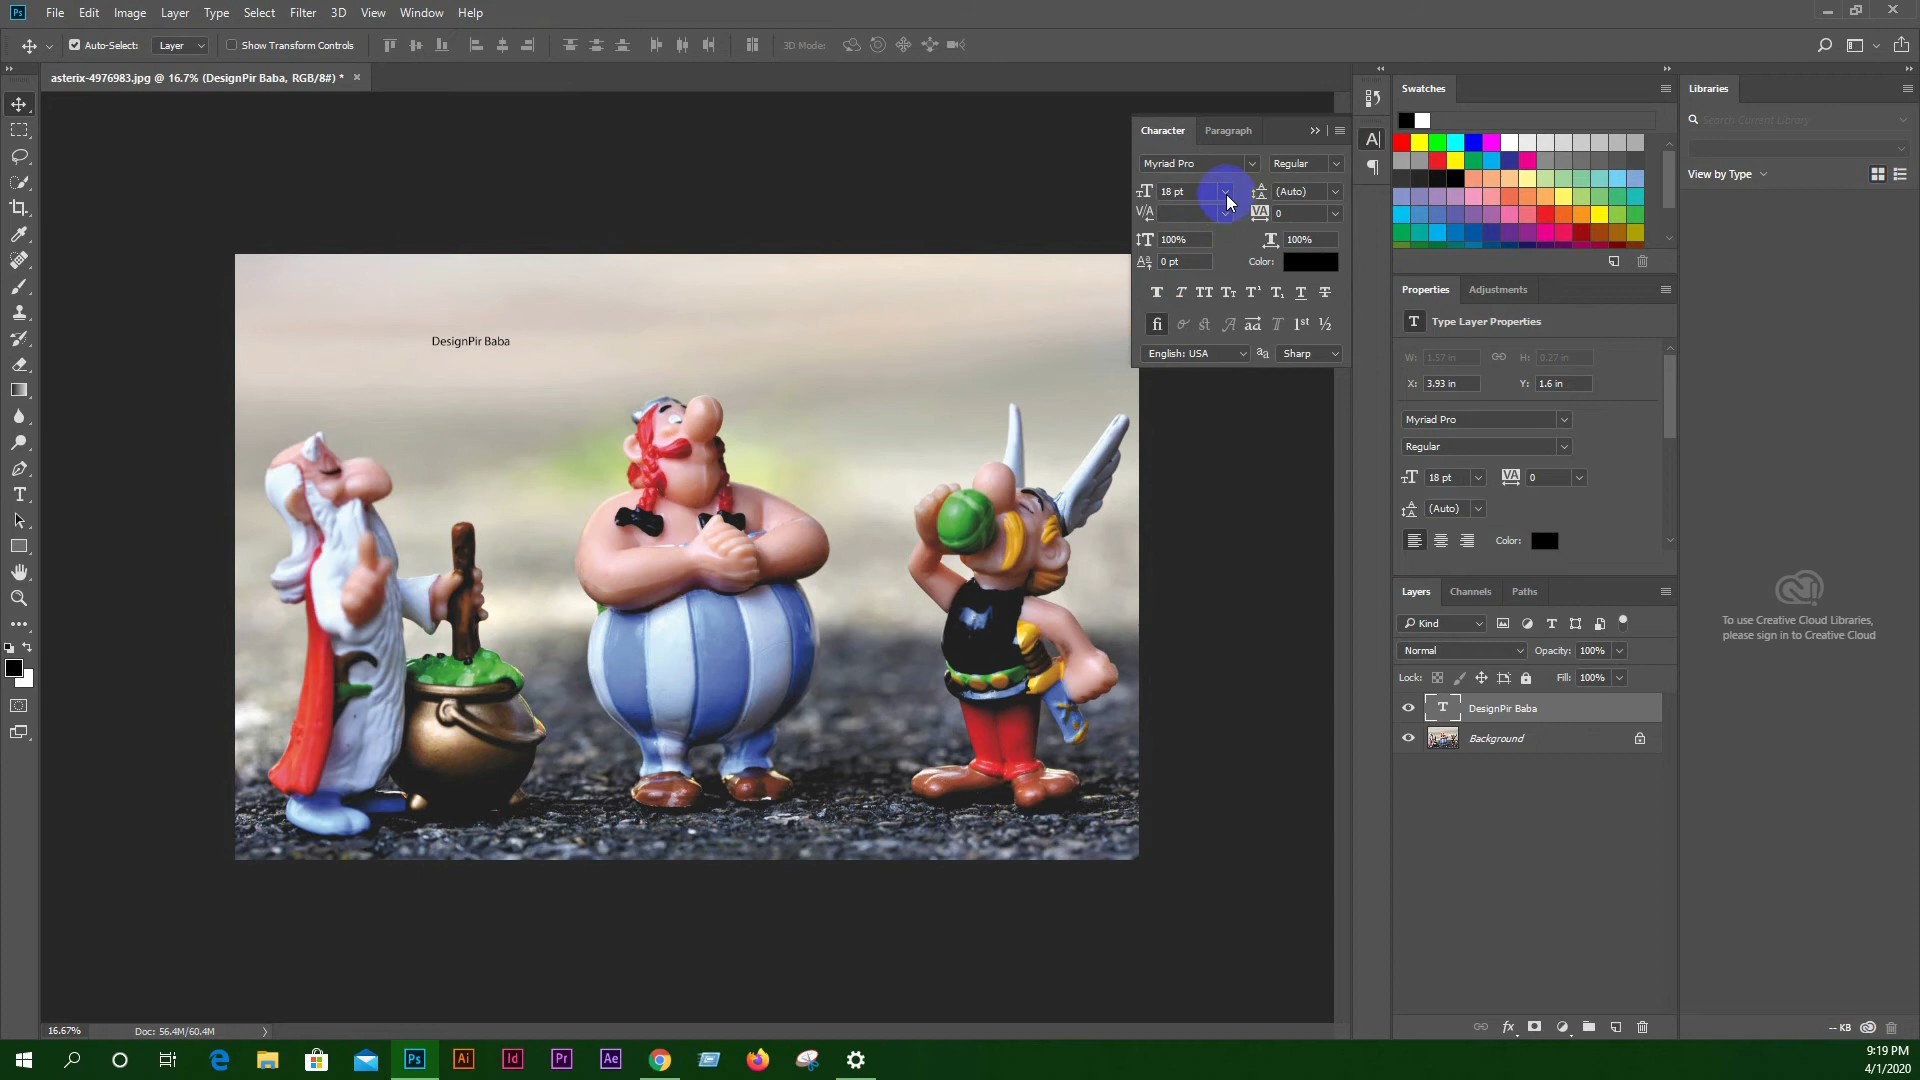 Ps File Edit Image Layer Type Select Filter 3D View Window Help
Auto-Select: Layer Show Transform Controls 3D Mode:
asterix-4976983.jpg @ 16.7% (DesignPir Baba, RGB/8#) * ×
Character Paragraph
Myriad Pro Regular
18 pt (Auto)
0
100% 100%
0 pt Color:
English: USA Sharp
DesignPir Baba
Swatches
Properties Adjustments
Type Layer Properties
W: 1.57 in H: 0.27 in
X: 3.93 in Y: 1.6 in
Myriad Pro
Regular
18 pt 0
(Auto)
Color:
Layers Channels Paths
Kind
Normal Opacity: 100%
Lock: Fill: 100%
DesignPir Baba
Background
Libraries
Search Current Library
View by Type
To use Creative Cloud Libraries,
please sign in to Creative Cloud
-- KB
16.67% Doc: 56.4M/60.4M
Ps Ai Id Pr Ae
9:19 PM
4/1/2020